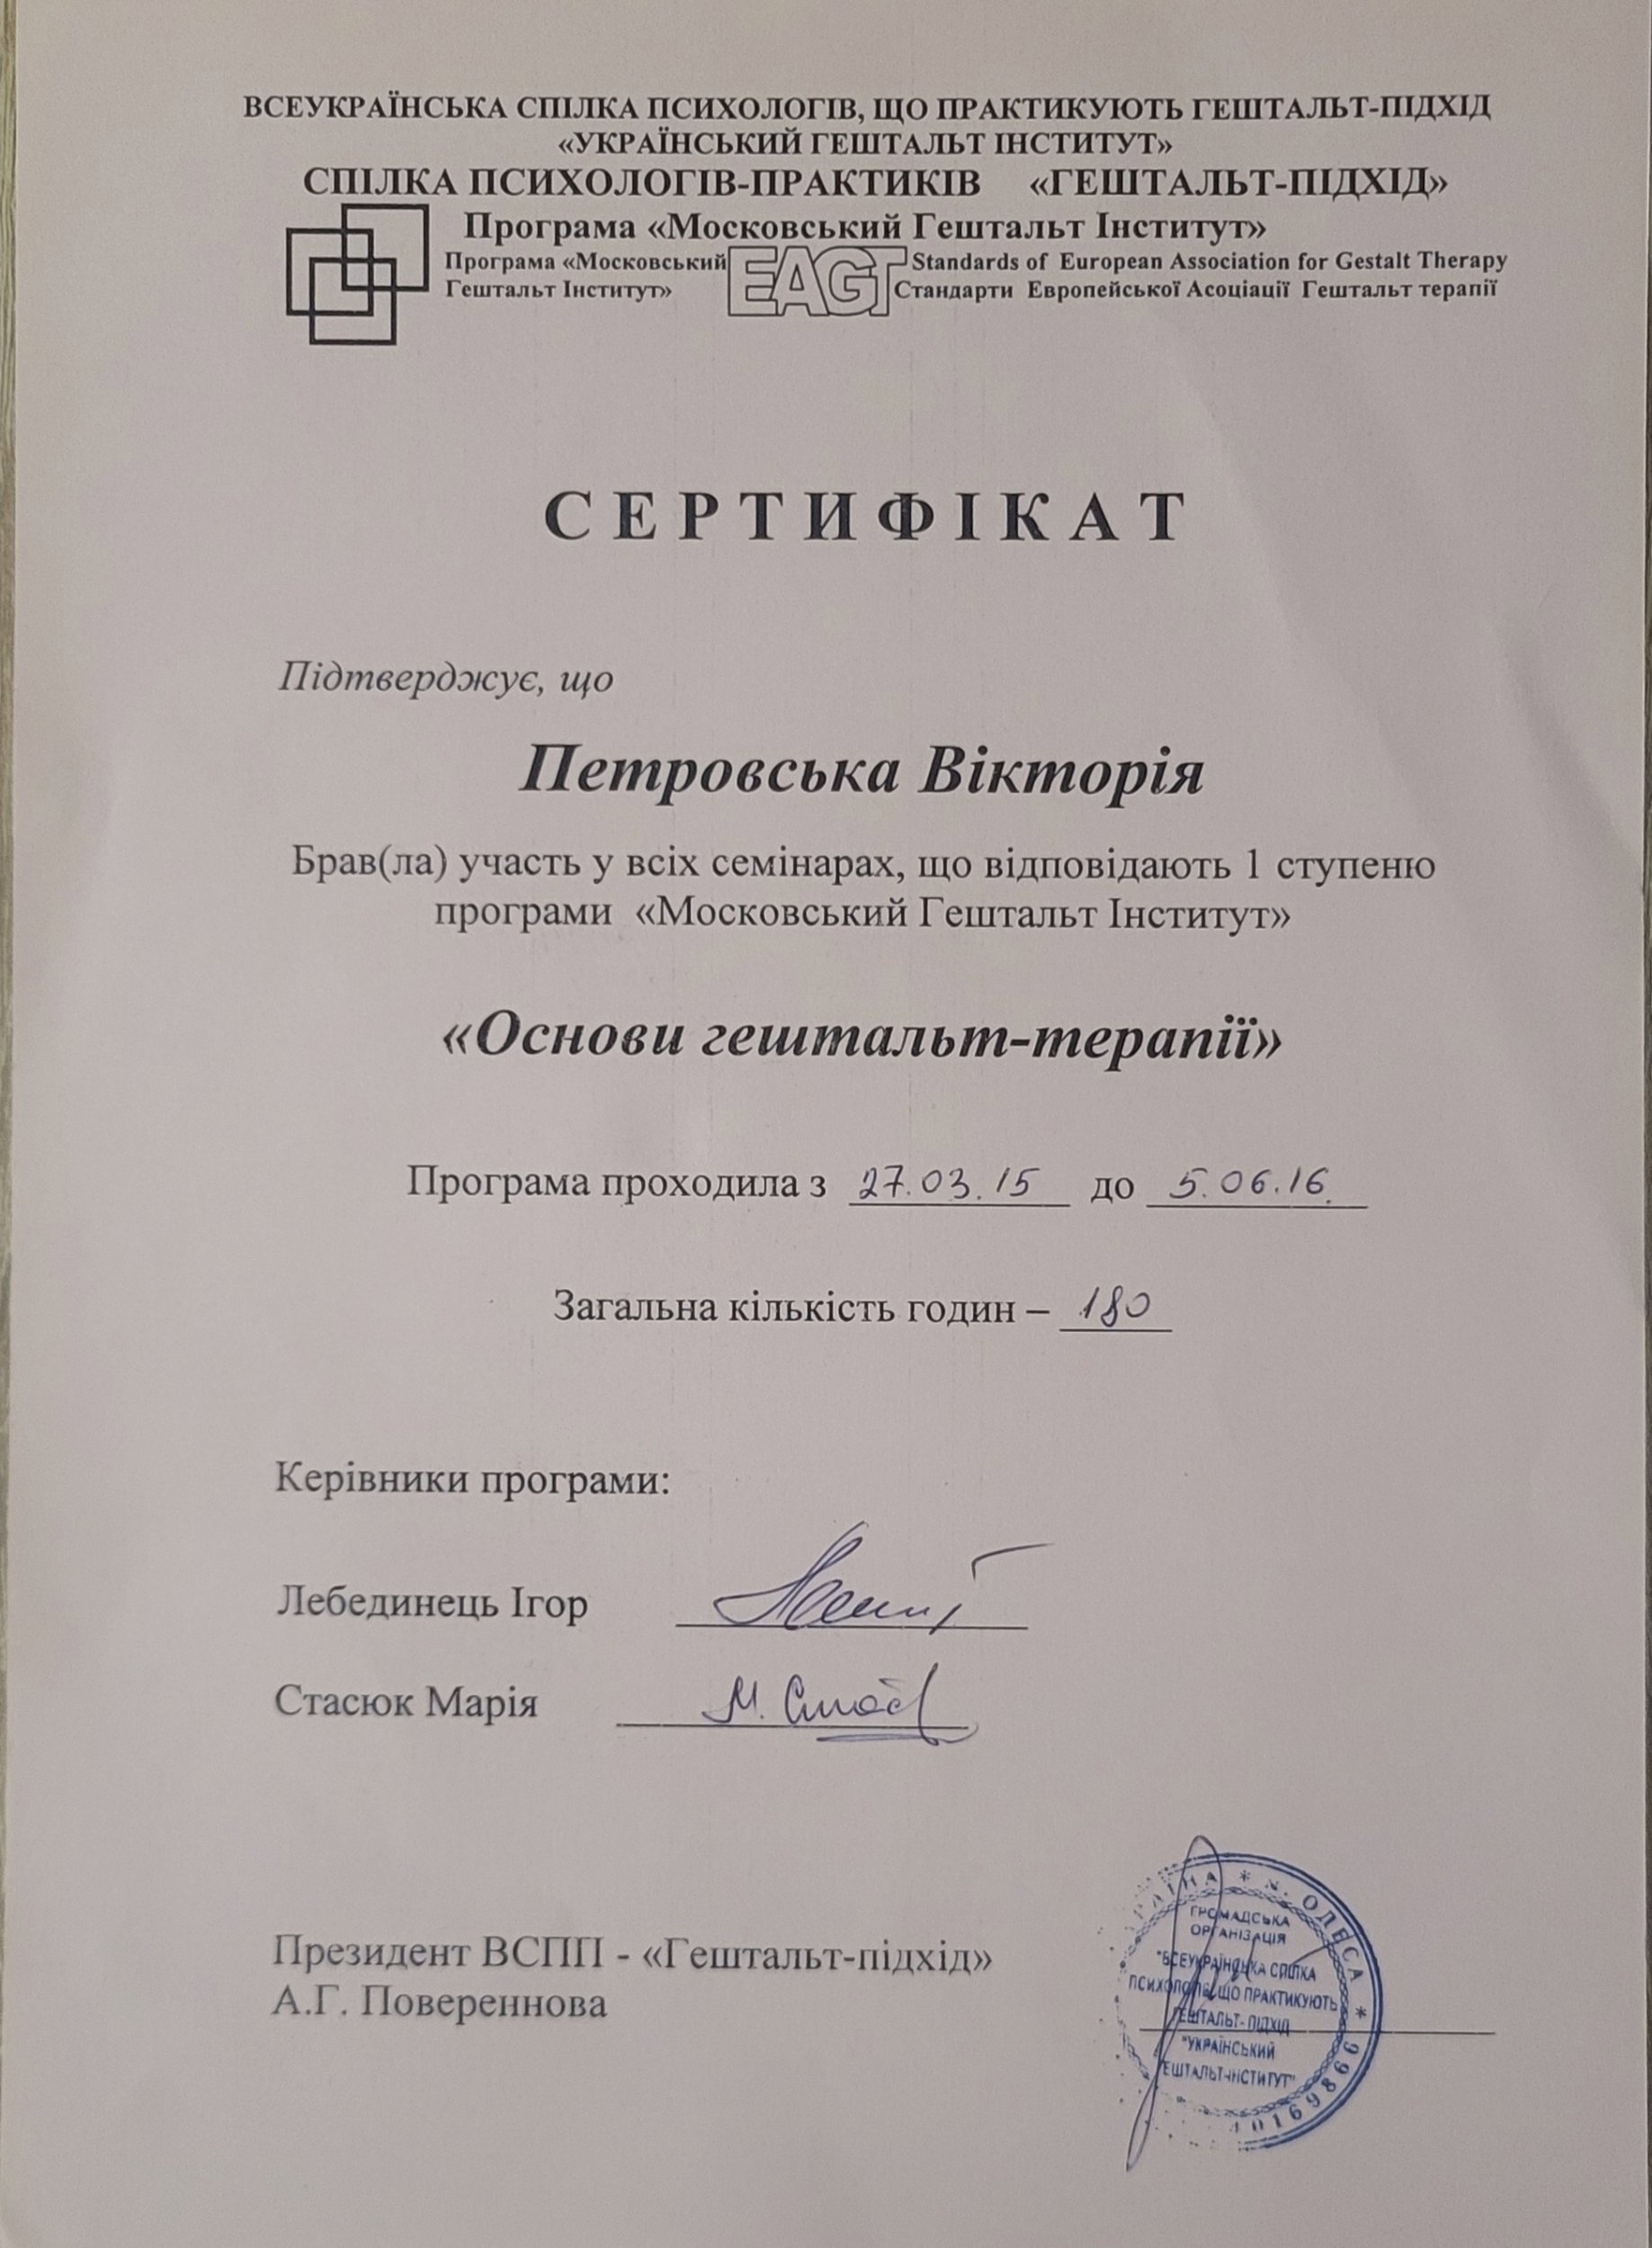 ВСЕУКРАЇНСЬКА СПІЛКА ПСИХОЛОГІВ, ЩО ПРАКТИКУЮТЬ ГЕШТАЛЬТ-ПІДХІД
«УКРАЇНСЬКИЙ ГЕШТАЛЬТ ІНСТИТУТ»
СПІЛКА ПСИХОЛОГІВ-ПРАКТИКІВ «ГЕШТАЛЬТ-ПІДХІД»
Програма «Московський Гештальт Інститут»
Програма «Московський
Гештальт Інститут»
EAGT
Standards of European Association for Gestalt Therapy
Стандарти Европейської Асоціації Гештальт терапії
СЕРТИФІКАТ
Підтверджує, що
Петровська Вікторія
Брав(ла) участь у всіх семінарах, що відповідають 1 ступеню
програми «Московський Гештальт Інститут»
«Основи гештальт-терапії»
Програма проходила з 27.03.15 до 5.06.16.
Загальна кількість годин – 180
Керівники програми:
Лебединець Ігор
Стасюк Марія
Президент ВСПП - «Гештальт-підхід»
А.Г. Повереннова
* м. ОДЕСА *
ГРОМАДСЬКА
ОРГАНІЗАЦІЯ
"ВСЕУКРАЇНСЬКА СПІЛКА
ПСИХОЛОГІВ, ЩО ПРАКТИКУЮТЬ
ГЕШТАЛЬТ-ПІДХІД
"УКРАЇНСЬКИЙ
ГЕШТАЛЬТ-ІНСТИТУТ"
40169866